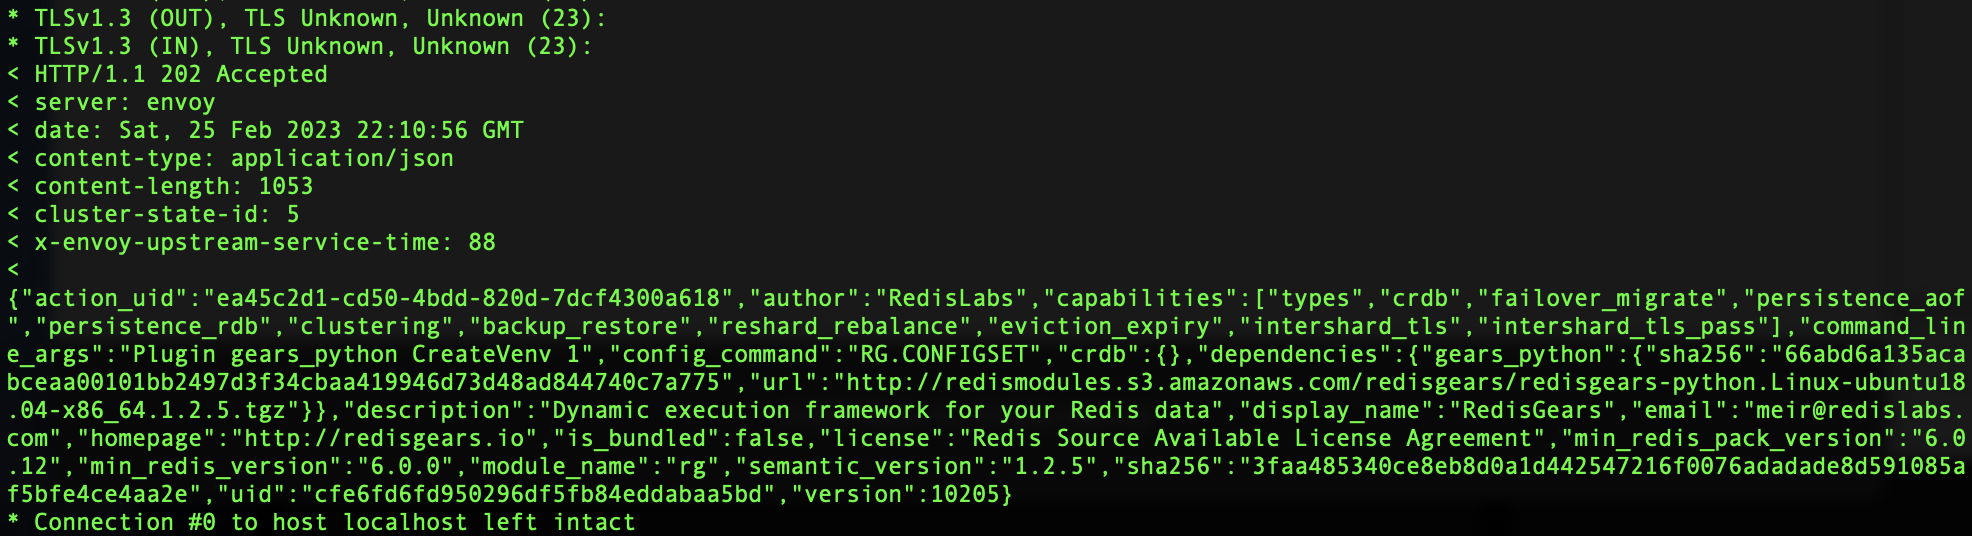 * TLSv1.3 (OUT), TLS Unknown, Unknown (23):
* TLSv1.3 (IN), TLS Unknown, Unknown (23):
< HTTP/1.1 202 Accepted
< server: envoy
< date: Sat, 25 Feb 2023 22:10:56 GMT
< content-type: application/json
< content-length: 1053
< cluster-state-id: 5
< x-envoy-upstream-service-time: 88
<
{"action_uid":"ea45c2d1-cd50-4bdd-820d-7dcf4300a618","author":"RedisLabs","capabilities":["types","crdb","failover_migrate","persistence_aof
","persistence_rdb","clustering","backup_restore","reshard_rebalance","eviction_expiry","intershard_tls","intershard_tls_pass"],"command_lin
e_args":"Plugin gears_python CreateVenv 1","config_command":"RG.CONFIGSET","crdb":{},"dependencies":{"gears_python":{"sha256":"66abd6a135aca
bceaa00101bb2497d3f34cbaa419946d73d48ad844740c7a775","url":"http://redismodules.s3.amazonaws.com/redisgears/redisgears-python.Linux-ubuntu18
.04-x86_64.1.2.5.tgz"}},"description":"Dynamic execution framework for your Redis data","display_name":"RedisGears","email":"meir@redislabs.
com","homepage":"http://redisgears.io","is_bundled":false,"license":"Redis Source Available License Agreement","min_redis_pack_version":"6.0
.12","min_redis_version":"6.0.0","module_name":"rg","semantic_version":"1.2.5","sha256":"3faa485340ce8eb8d0a1d442547216f0076adadade8d591085a
f5bfe4ce4aa2e","uid":"cfe6fd6fd950296df5fb84eddabaa5bd","version":10205}
* Connection #0 to host localhost left intact